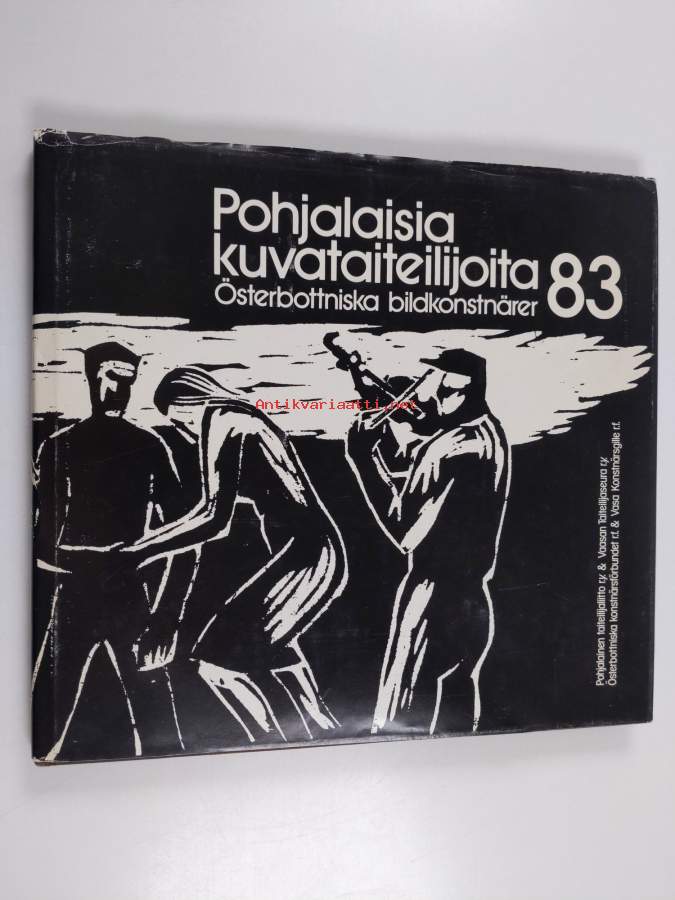 Pohjalaisia
kuvataiteilijoita 83
Österbottniska bildkonstnärer
Antikvariaatti.net
Pohjalainen taiteilijaliitto r.y. & Vaasan Taiteilijaseura r.y.
Österbottniska konstnärsförbundet r.f. & Vasa Konstnärsgille r.f.